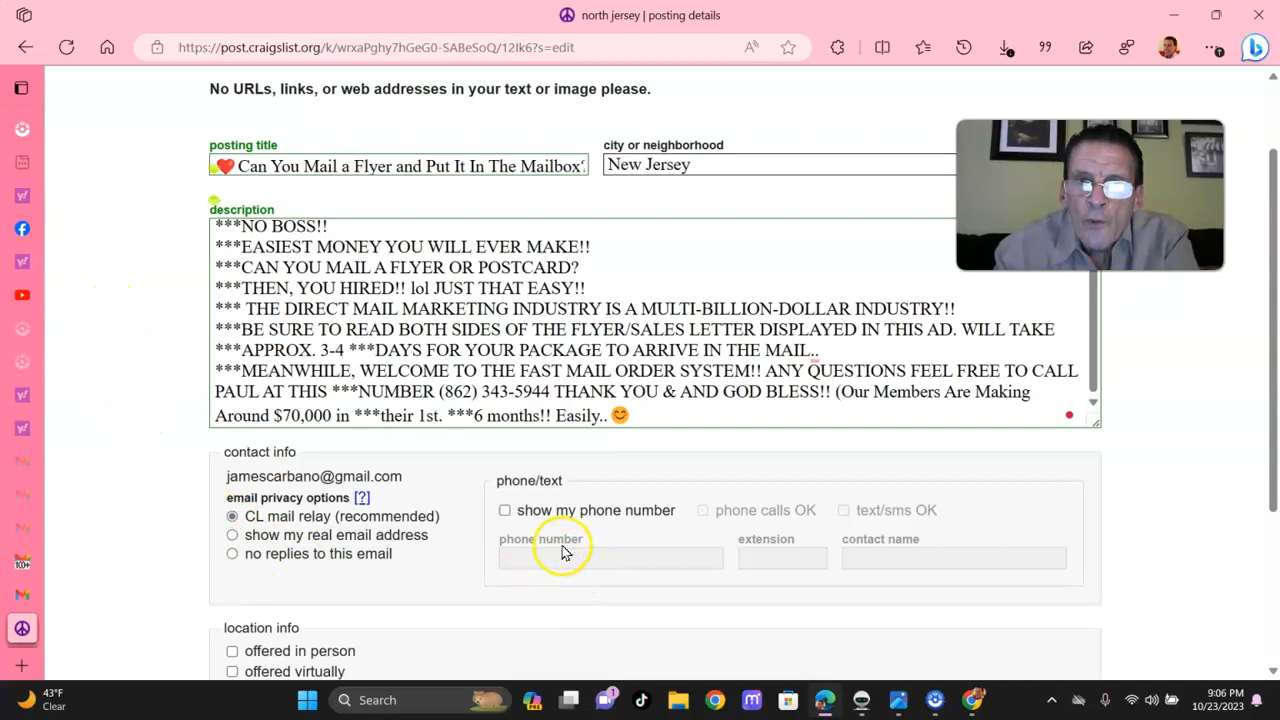 north jersey | posting details
https://post.craigslist.org/k/wrxaPghy7hGeG0-SABeSoQ/12Ik6?s=edit
No URLs, links, or web addresses in your text or image please.
posting title
city or neighborhood
❤️ Can You Mail a Flyer and Put It In The Mailbox?
New Jersey
description
***NO BOSS!!
***EASIEST MONEY YOU WILL EVER MAKE!!
***CAN YOU MAIL A FLYER OR POSTCARD?
***THEN, YOU HIRED!! lol JUST THAT EASY!!
*** THE DIRECT MAIL MARKETING INDUSTRY IS A MULTI-BILLION-DOLLAR INDUSTRY!!
***BE SURE TO READ BOTH SIDES OF THE FLYER/SALES LETTER DISPLAYED IN THIS AD. WILL TAKE
***APPROX. 3-4 ***DAYS FOR YOUR PACKAGE TO ARRIVE IN THE MAIL..
***MEANWHILE, WELCOME TO THE FAST MAIL ORDER SYSTEM!! ANY QUESTIONS FEEL FREE TO CALL
PAUL AT THIS ***NUMBER (862) 343-5944 THANK YOU & AND GOD BLESS!! (Our Members Are Making
Around $70,000 in ***their 1st. ***6 months!! Easily.. 😊
contact info
jamescarbano@gmail.com
email privacy options [?]
CL mail relay (recommended)
show my real email address
no replies to this email
phone/text
show my phone number
phone calls OK
text/sms OK
phone number
extension
contact name
location info
offered in person
offered virtually
100+
43°F
Clear
Search
1
9:06 PM
10/23/2023